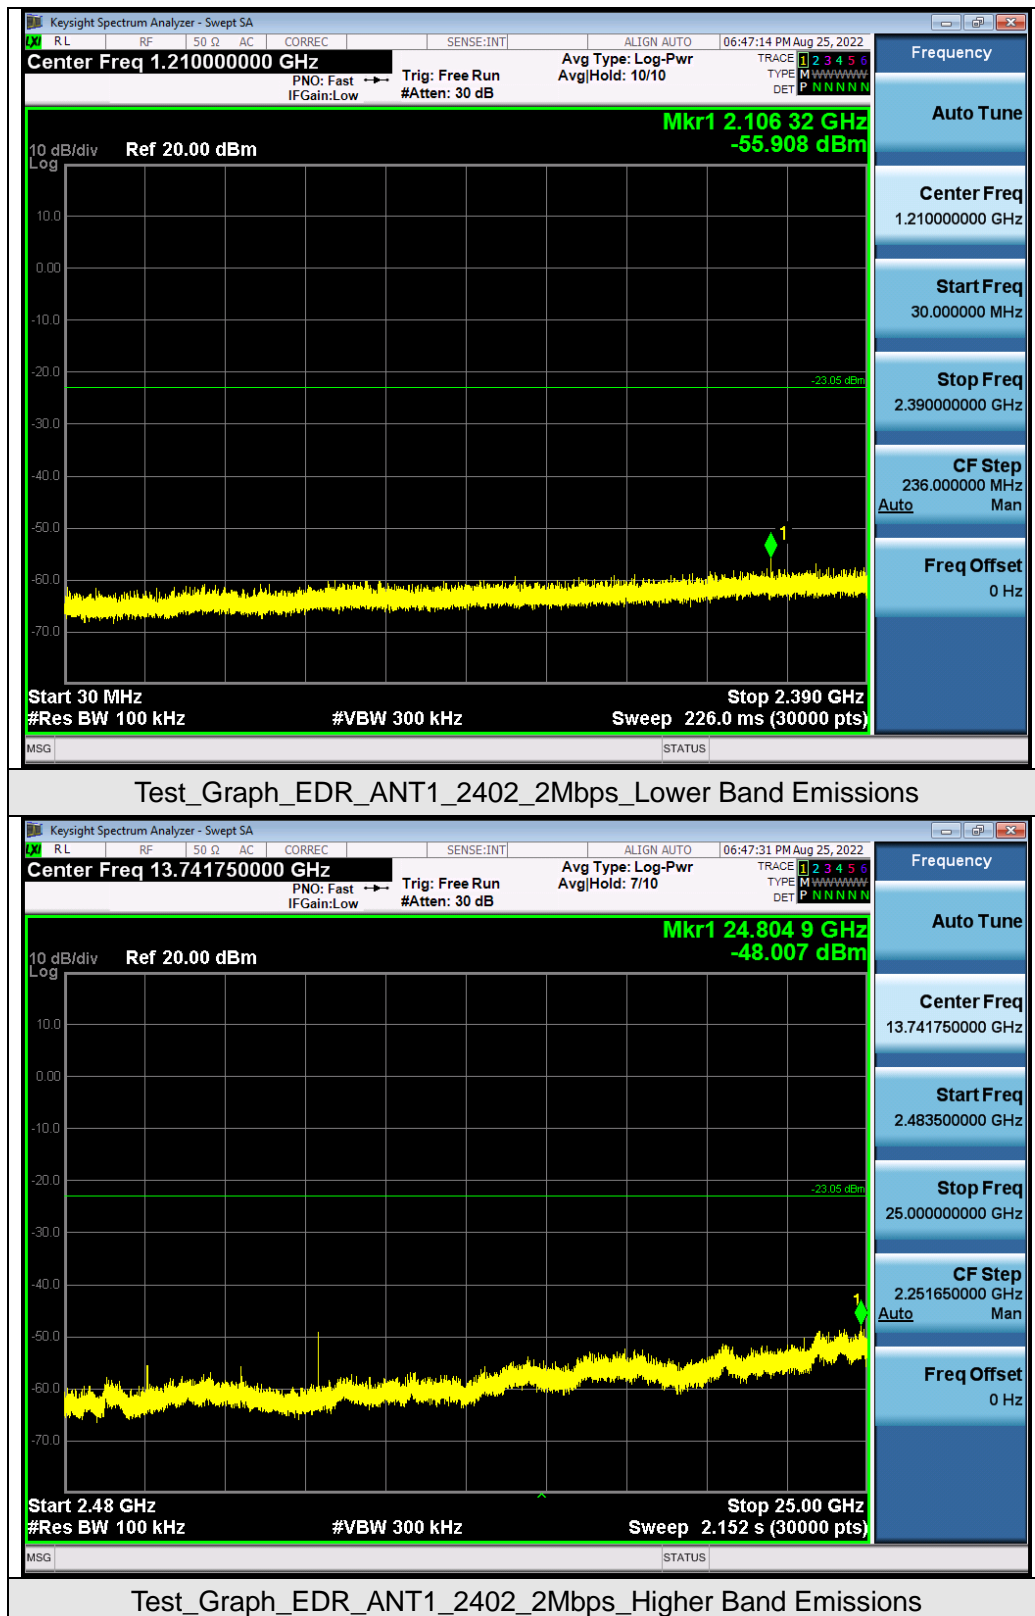 Keysight Spectrum Analyzer - Swept SA
LXI RL RF 50 Ω AC CORREC SENSE:INT ALIGN AUTO 06:47:14 PM Aug 25, 2022
Center Freq 1.210000000 GHz
PNO: Fast
IFGain:Low
Trig: Free Run
#Atten: 30 dB
Avg Type: Log-Pwr
Avg|Hold: 10/10
TRACE 1 2 3 4 5 6
TYPE M WWWWW
DET P N N N N N
Mkr1 2.106 32 GHz
-55.908 dBm
10 dB/div Ref 20.00 dBm
Log
10.0
0.00
-10.0
-20.0
-23.05 dBm
-30.0
-40.0
-50.0
1
-60.0
-70.0
Start 30 MHz Stop 2.390 GHz
#Res BW 100 kHz #VBW 300 kHz Sweep 226.0 ms (30000 pts)
MSG STATUS
Frequency
Auto Tune
Center Freq
1.210000000 GHz
Start Freq
30.000000 MHz
Stop Freq
2.390000000 GHz
CF Step
236.000000 MHz
Auto Man
Freq Offset
0 Hz
Test_Graph_EDR_ANT1_2402_2Mbps_Lower Band Emissions
Keysight Spectrum Analyzer - Swept SA
LXI RL RF 50 Ω AC CORREC SENSE:INT ALIGN AUTO 06:47:31 PM Aug 25, 2022
Center Freq 13.741750000 GHz
PNO: Fast
IFGain:Low
Trig: Free Run
#Atten: 30 dB
Avg Type: Log-Pwr
Avg|Hold: 7/10
TRACE 1 2 3 4 5 6
TYPE M WWWWW
DET P N N N N N
Mkr1 24.804 9 GHz
-48.007 dBm
10 dB/div Ref 20.00 dBm
Log
10.0
0.00
-10.0
-20.0
-23.05 dBm
-30.0
-40.0
1
-50.0
-60.0
-70.0
Start 2.48 GHz Stop 25.00 GHz
#Res BW 100 kHz #VBW 300 kHz Sweep 2.152 s (30000 pts)
MSG STATUS
Frequency
Auto Tune
Center Freq
13.741750000 GHz
Start Freq
2.483500000 GHz
Stop Freq
25.000000000 GHz
CF Step
2.251650000 GHz
Auto Man
Freq Offset
0 Hz
Test_Graph_EDR_ANT1_2402_2Mbps_Higher Band Emissions